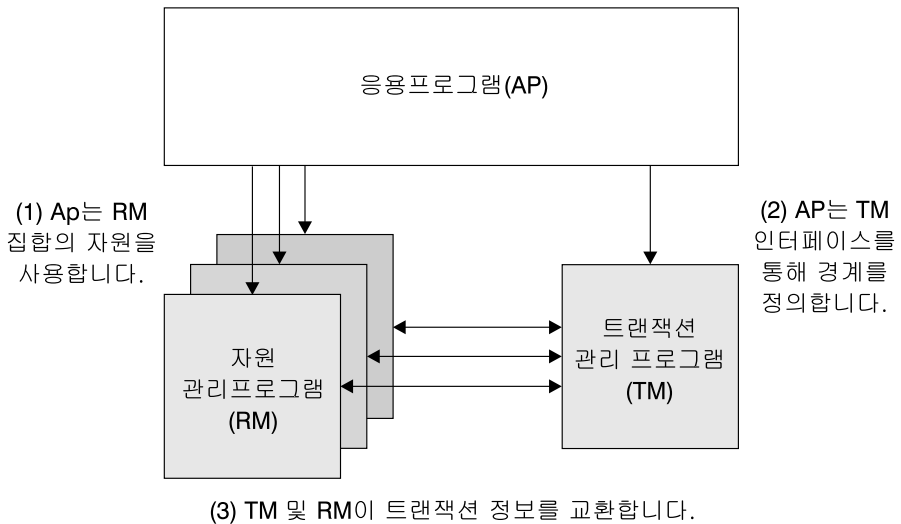 응용프로그램(AP)
(1) Ap는 RM
집합의 자원을
사용합니다.
(2) AP는 TM
인터페이스를
통해 경계를
정의합니다.
자원
관리프로그램
(RM)
트랜잭션
관리 프로그램
(TM)
(3) TM 및 RM이 트랜잭션 정보를 교환합니다.